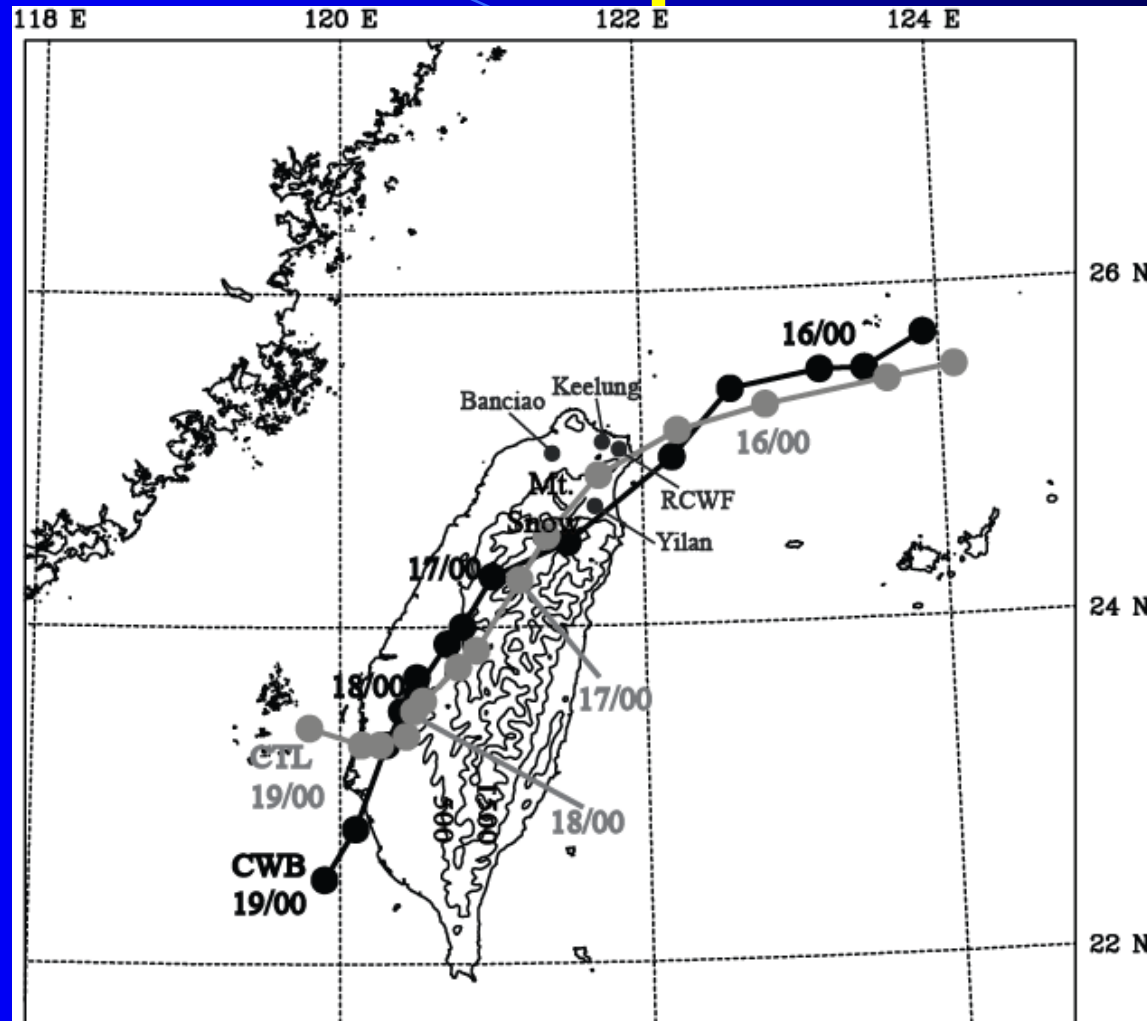 118 E
120 E
122 E
124 E
26 N
16/00
Keelung
Banciao
16/00
Mt.
RCWF
Snow
Yilan
17/00
24 N
18/00
17/00
CTL
19/00
500
1500
18/00
CWB
19/00
22 N